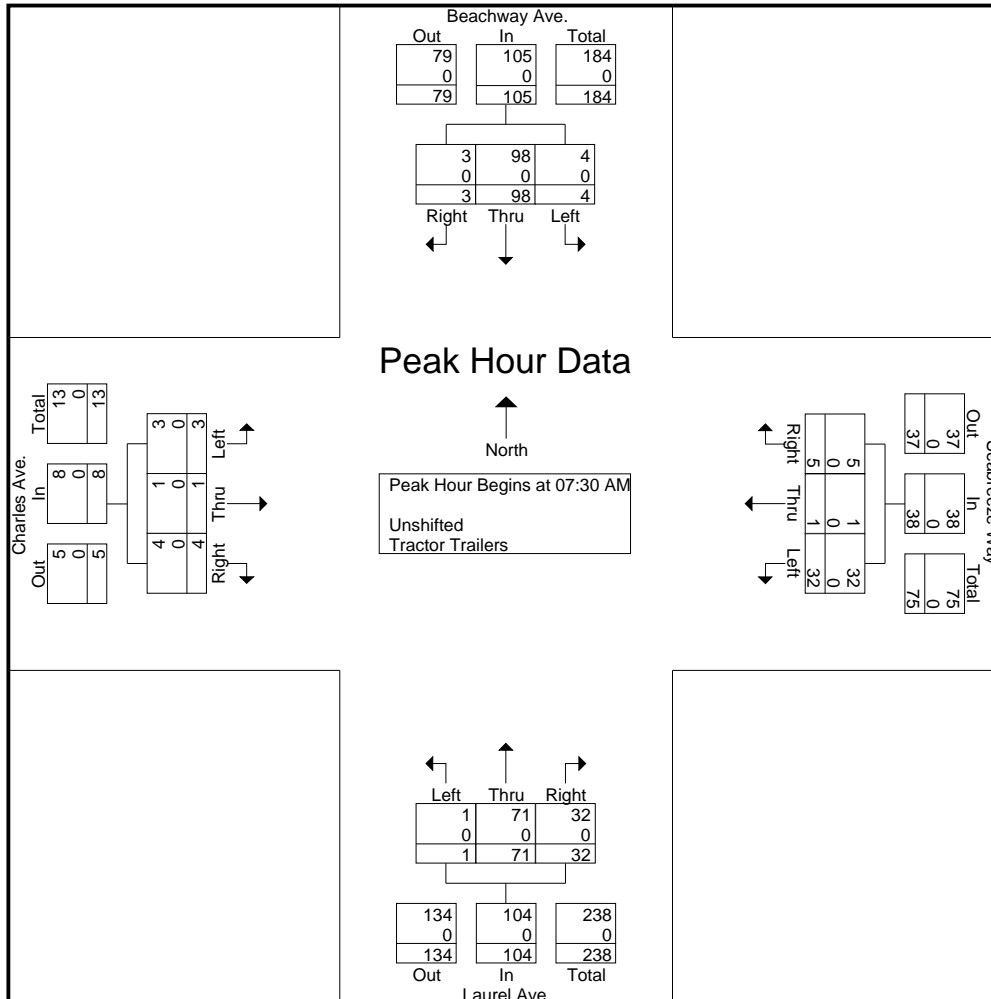 Beachway Ave.
Out In Total
79 105 184
0 0 0
79 105 184
3 98 4
0 0 0
3 98 4
Right Thru Left
Peak Hour Data
North
Peak Hour Begins at 07:30 AM
Unshifted
Tractor Trailers
Charles Ave.
Out In Total
5 8 13
0 0 0
5 8 13
4 1 3
0 0 0
4 1 3
Right Thru Left
Out In Total
37 38 75
0 0 0
37 38 75
5 1 32
0 0 0
5 1 32
Right Thru Left
Left Thru Right
1 71 32
0 0 0
1 71 32
134 104 238
0 0 0
134 104 238
Out In Total
Laurel Ave.